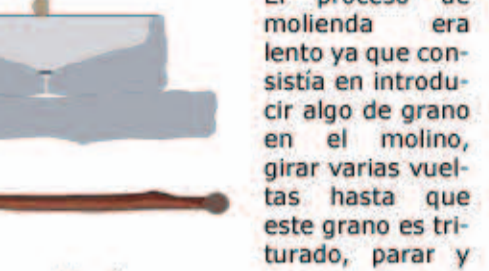 El proceso de
molienda era
lento ya que con-
sistía en introdu-
cir algo de grano
en el molino,
girar varias vuel-
tas hasta que
este grano es tri-
turado, parar y